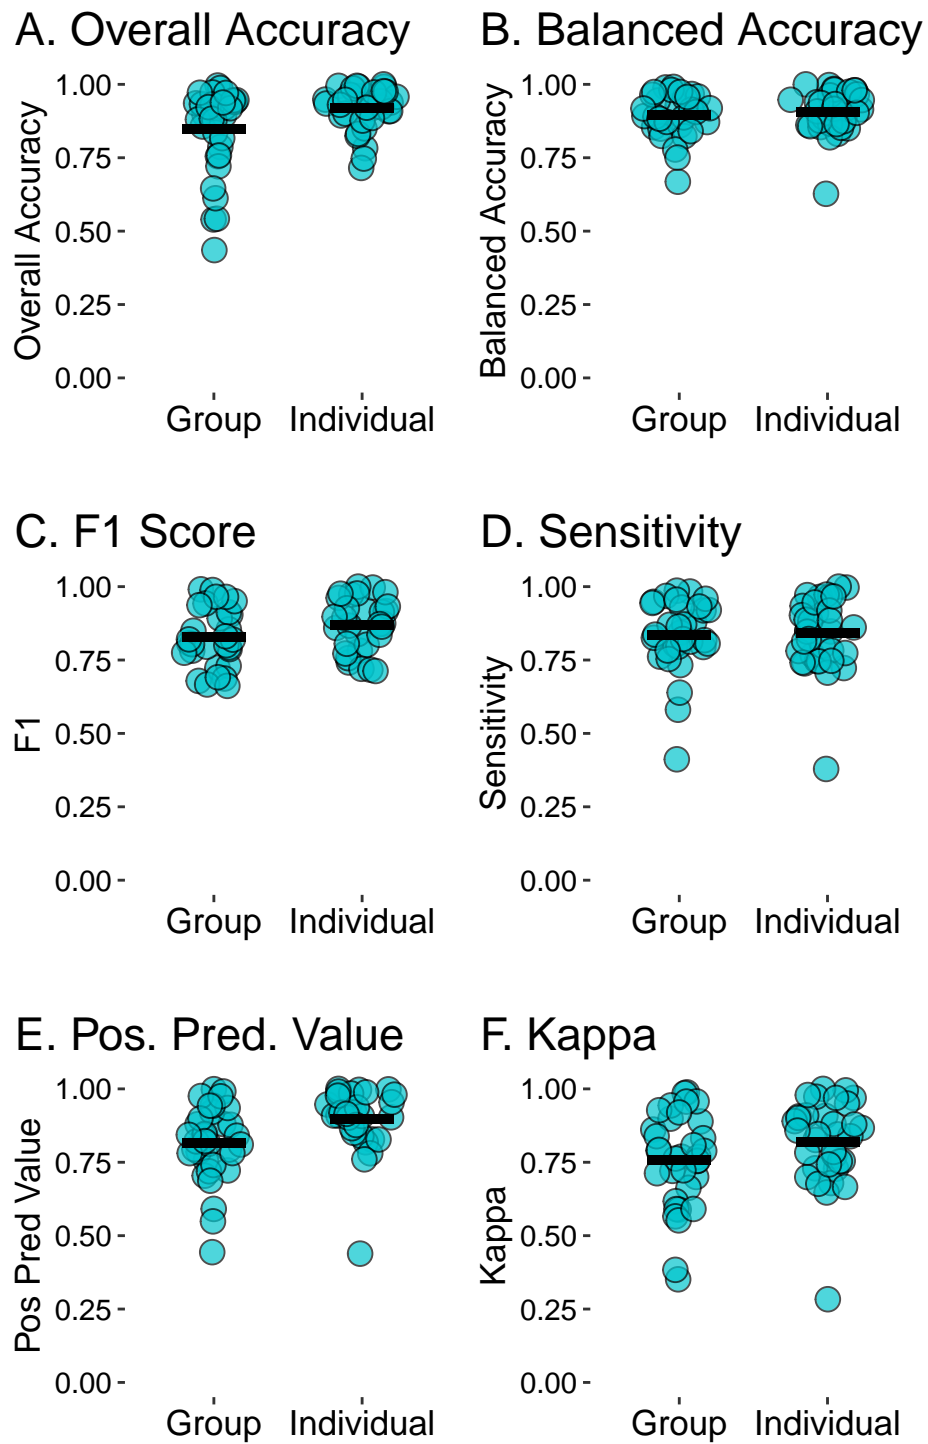 A. Overall Accuracy
Overall Accuracy
1.00
0.75
0.50
0.25
0.00
Group Individual
B. Balanced Accuracy
Balanced Accuracy
1.00
0.75
0.50
0.25
0.00
Group Individual
C. F1 Score
F1
1.00
0.75
0.50
0.25
0.00
Group Individual
D. Sensitivity
Sensitivity
1.00
0.75
0.50
0.25
0.00
Group Individual
E. Pos. Pred. Value
Pos Pred Value
1.00
0.75
0.50
0.25
0.00
Group Individual
F. Kappa
Kappa
1.00
0.75
0.50
0.25
0.00
Group Individual